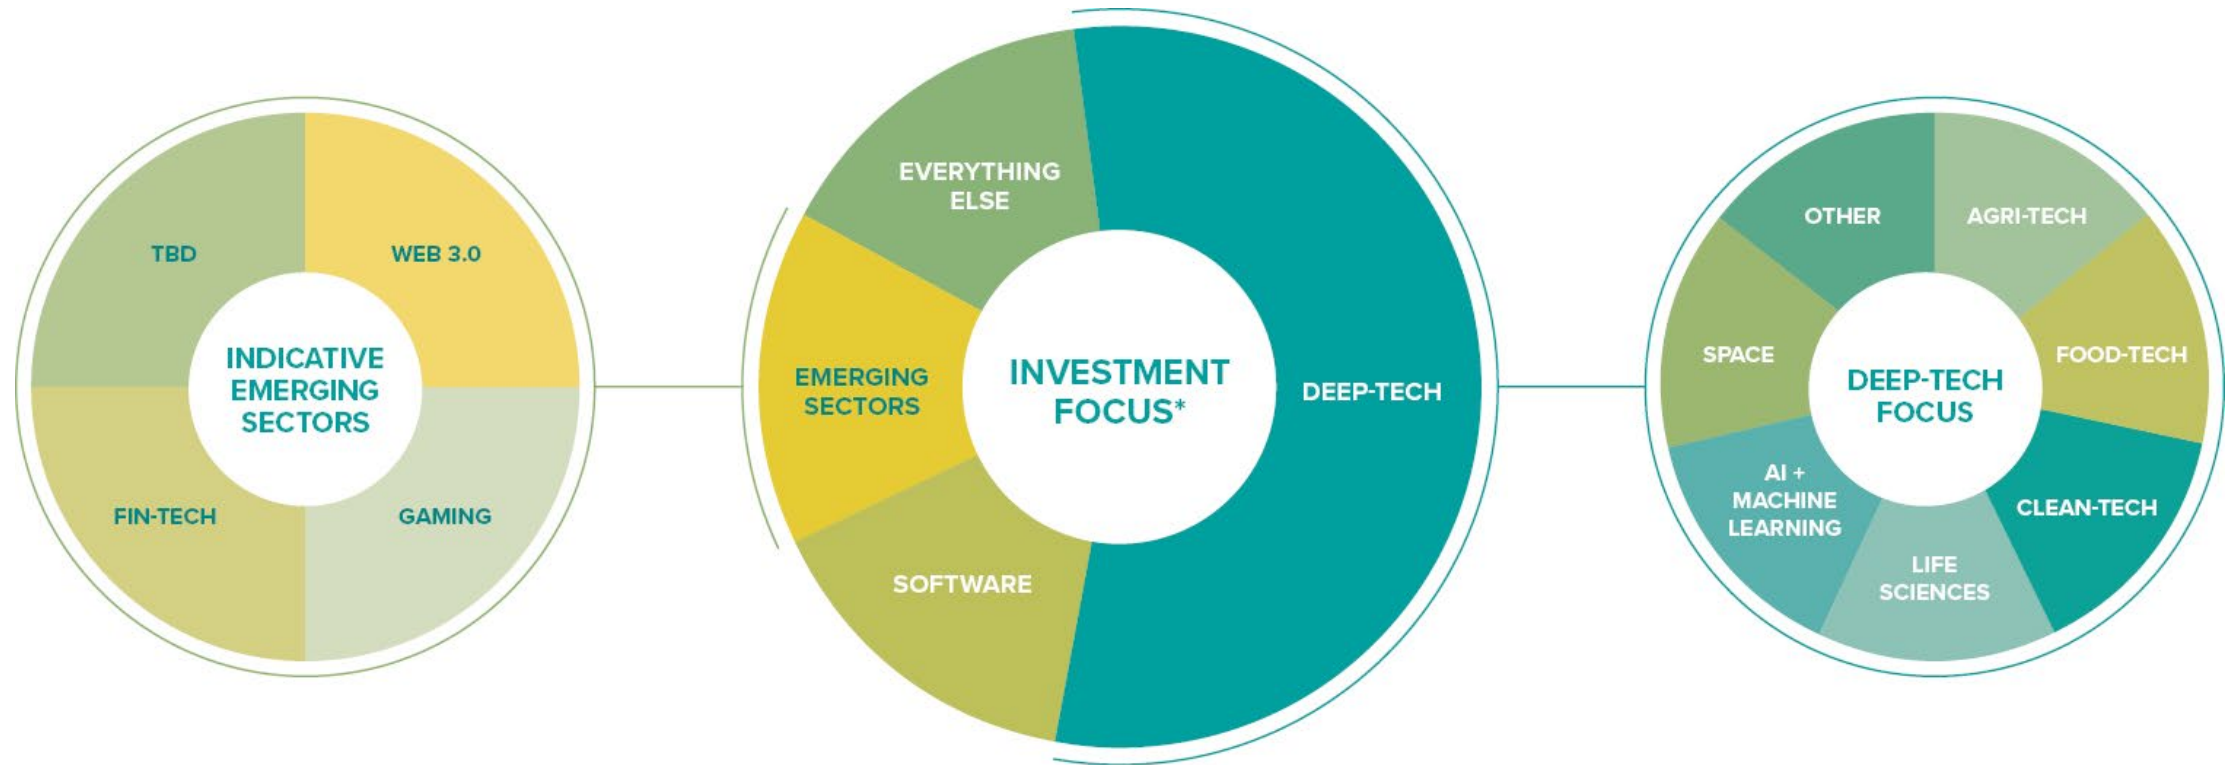 TBD
WEB 3.0
INDICATIVE
EMERGING
SECTORS
FIN-TECH
GAMING
EVERYTHING
ELSE
EMERGING
SECTORS
INVESTMENT
FOCUS*
DEEP-TECH
SOFTWARE
OTHER
AGRI-TECH
SPACE
FOOD-TECH
DEEP-TECH
FOCUS
AI +
MACHINE
LEARNING
CLEAN-TECH
LIFE
SCIENCES